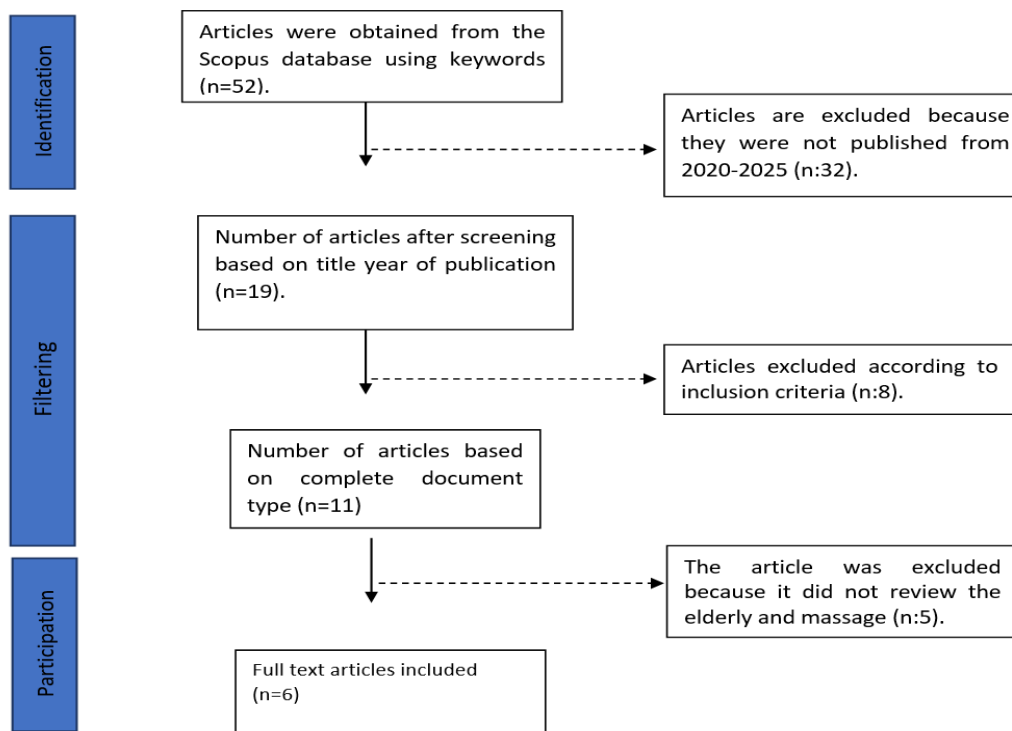 Identification
Articles were obtained from the
Scopus database using keywords
(n=52).
Articles are excluded because
they were not published from
2020-2025 (n:32).
Filtering
Number of articles after screening
based on title year of publication
(n=19).
Articles excluded according to
inclusion criteria (n:8).
Number of articles based
on complete document
type (n=11)
Participation
The article was excluded
because it did not review the
elderly and massage (n:5).
Full text articles included
(n=6)